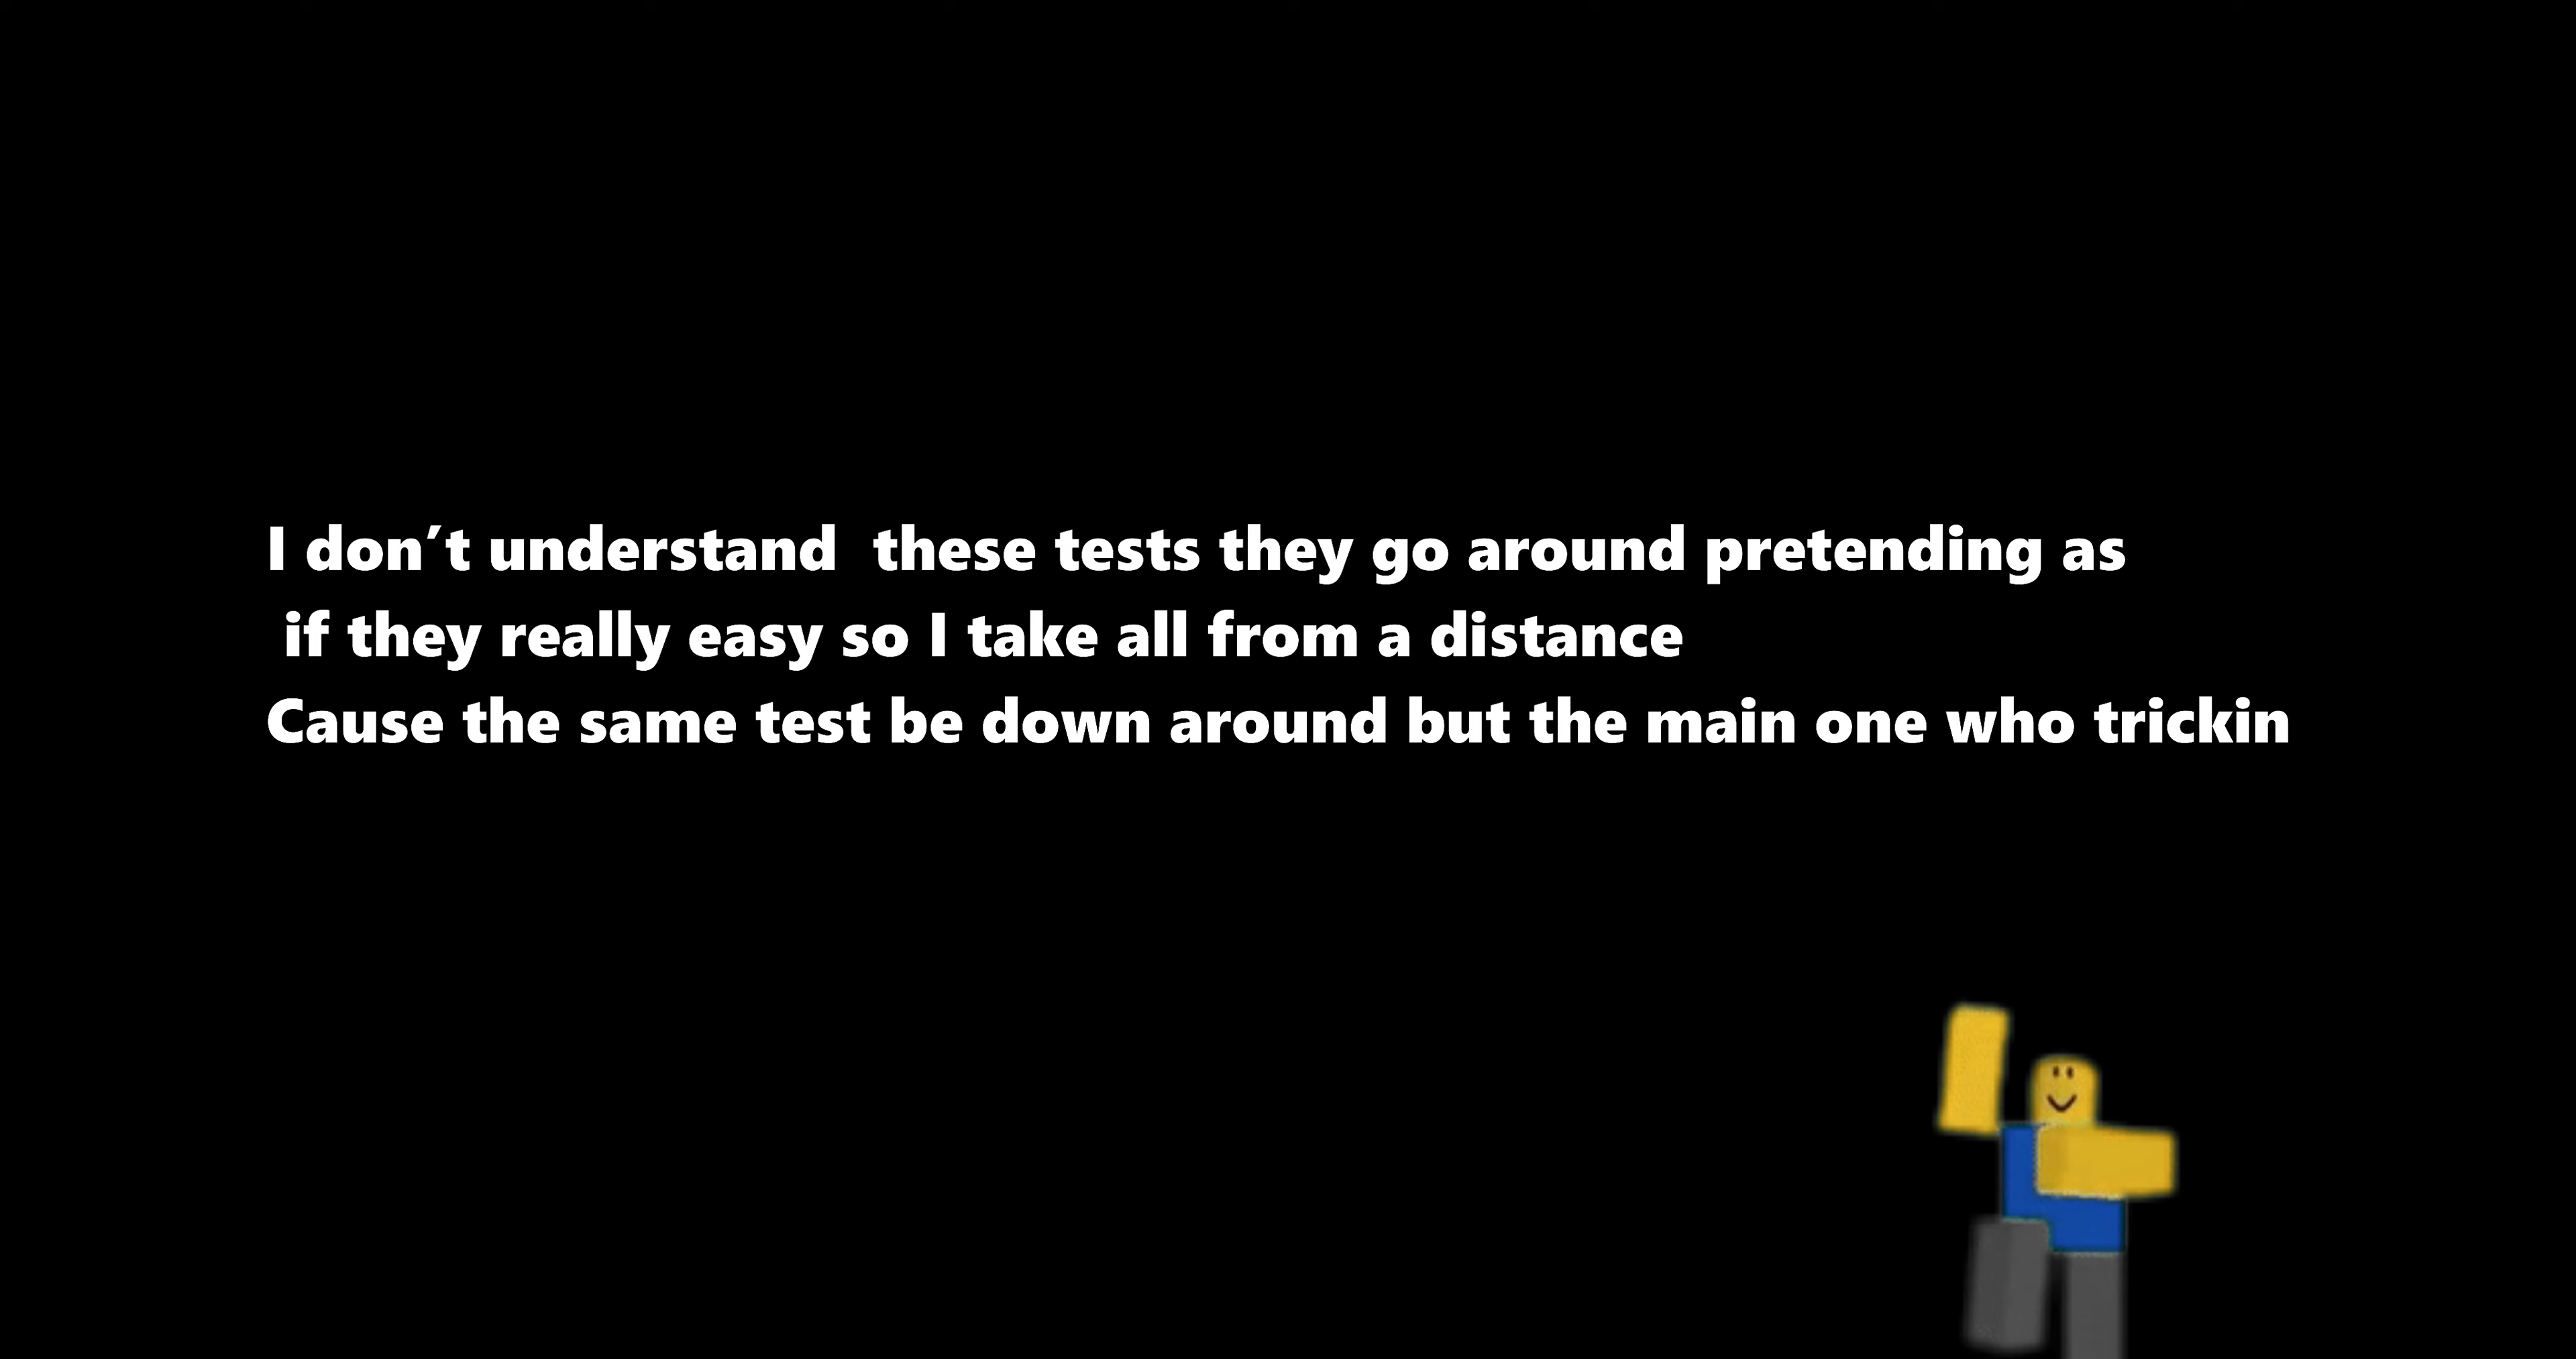 I don’t understand  these tests they go around pretending as
if they really easy so I take all from a distance
Cause the same test be down around but the main one who trickin